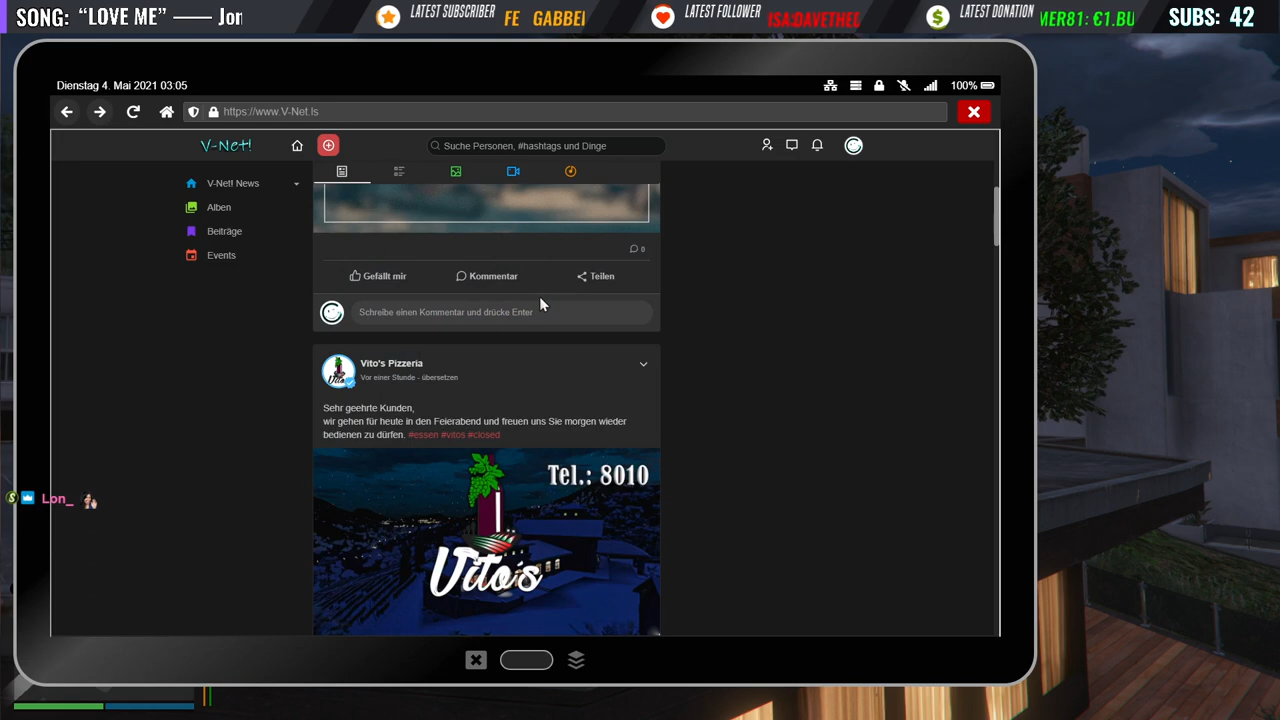 SONG: “LOVE ME” —— Jon
LATEST SUBSCRIBER
FE GABBEI
LATEST FOLLOWER
ISA:DAVETHEE
LATEST DONATION
MER81: €1.BU
SUBS: 42
Dienstag 4. Mai 2021 03:05
100%
https://www.V-Net.ls
V-Net!
Suche Personen, #hashtags und Dinge
V-Net! News
Alben
Beiträge
Events
0
Gefällt mir
Kommentar
Teilen
Schreibe einen Kommentar und drücke Enter
Vito's Pizzeria
Vor einer Stunde - übersetzen
Sehr geehrte Kunden,
wir gehen für heute in den Feierabend und freuen uns Sie morgen wieder
bedienen zu dürfen. #essen #vitos #closed
Tel.: 8010
Vito's
Lon_